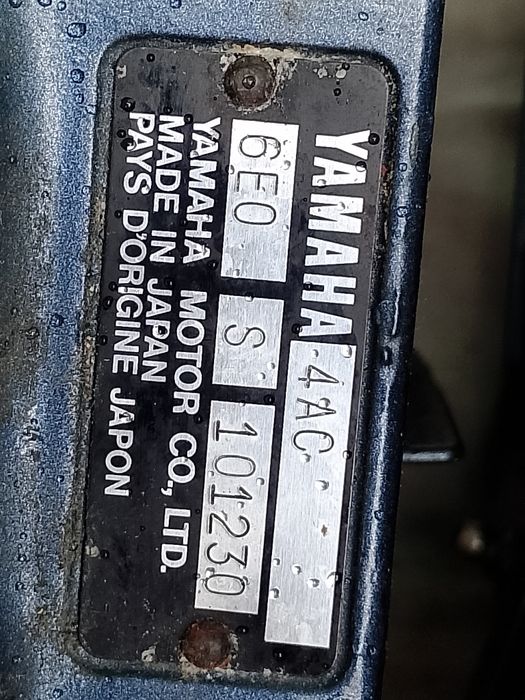 YAMAHA 4AC
6E0 S 101230
YAMAHA MOTOR CO., LTD.
MADE IN JAPAN
PAYS D'ORIGINE JAPON